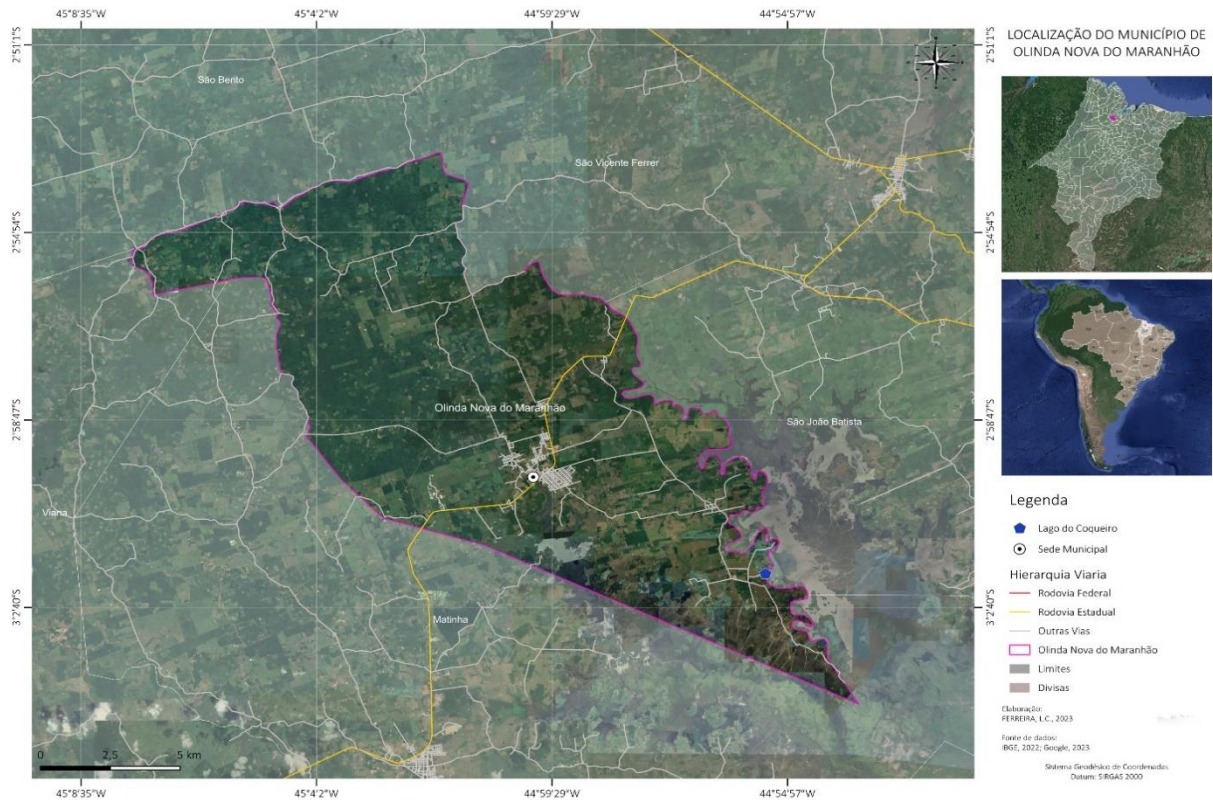 45°8'35"W
45°4'2"W
44°59'29"W
44°54'57"W
2°51'1"S
2°51'1"S
São Bento
São Vicente Ferrer
2°54'54"S
2°54'54"S
Olinda Nova do Maranhão
São João Batista
2°58'47"S
2°58'47"S
Viana
3°2'40"S
3°2'40"S
Matinha
0
2,5
5 km
45°8'35"W
45°4'2"W
44°59'29"W
44°54'57"W
LOCALIZAÇÃO DO MUNICÍPIO DE
OLINDA NOVA DO MARANHÃO
Legenda
Lago do Coqueiro
Sede Municipal
Hierarquia Viaria
Rodovia Federal
Rodovia Estadual
Outras Vias
Olinda Nova do Maranhão
Limites
Divisas
Elaboração:
FERREIRA, L.C., 2023
Fonte de dados:
IBGE, 2022; Google, 2023
Sistema Geodésico de Coordenadas
Datum: SIRGAS 2000